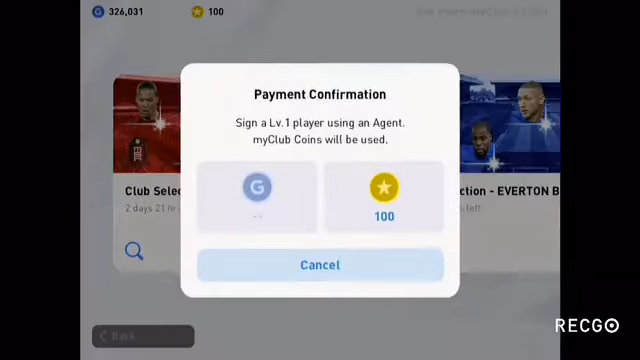 326,031
100
Payment Confirmation
Sign a Lv.1 player using an Agent.
myClub Coins will be used.
G
--
100
Club Selec
ction - EVERTON B
2 days 21 hr
s left
Cancel
Back
RECGO